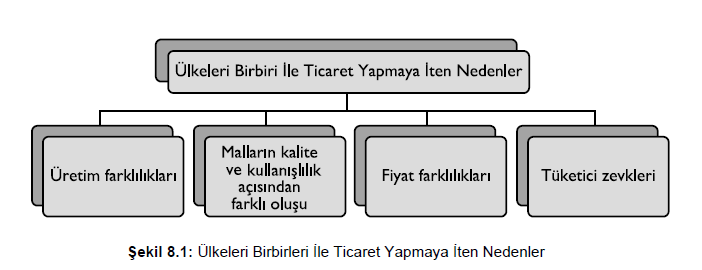 Ülkeleri Birbiri İle Ticaret Yapmaya İten Nedenler
Üretim farklılıkları
Malların kalite
ve kullanışlılık
açısından
farklı oluşu
Fiyat farklılıkları
Tüketici zevkleri
Şekil 8.1: Ülkeleri Birbirleri İle Ticaret Yapmaya İten Nedenler